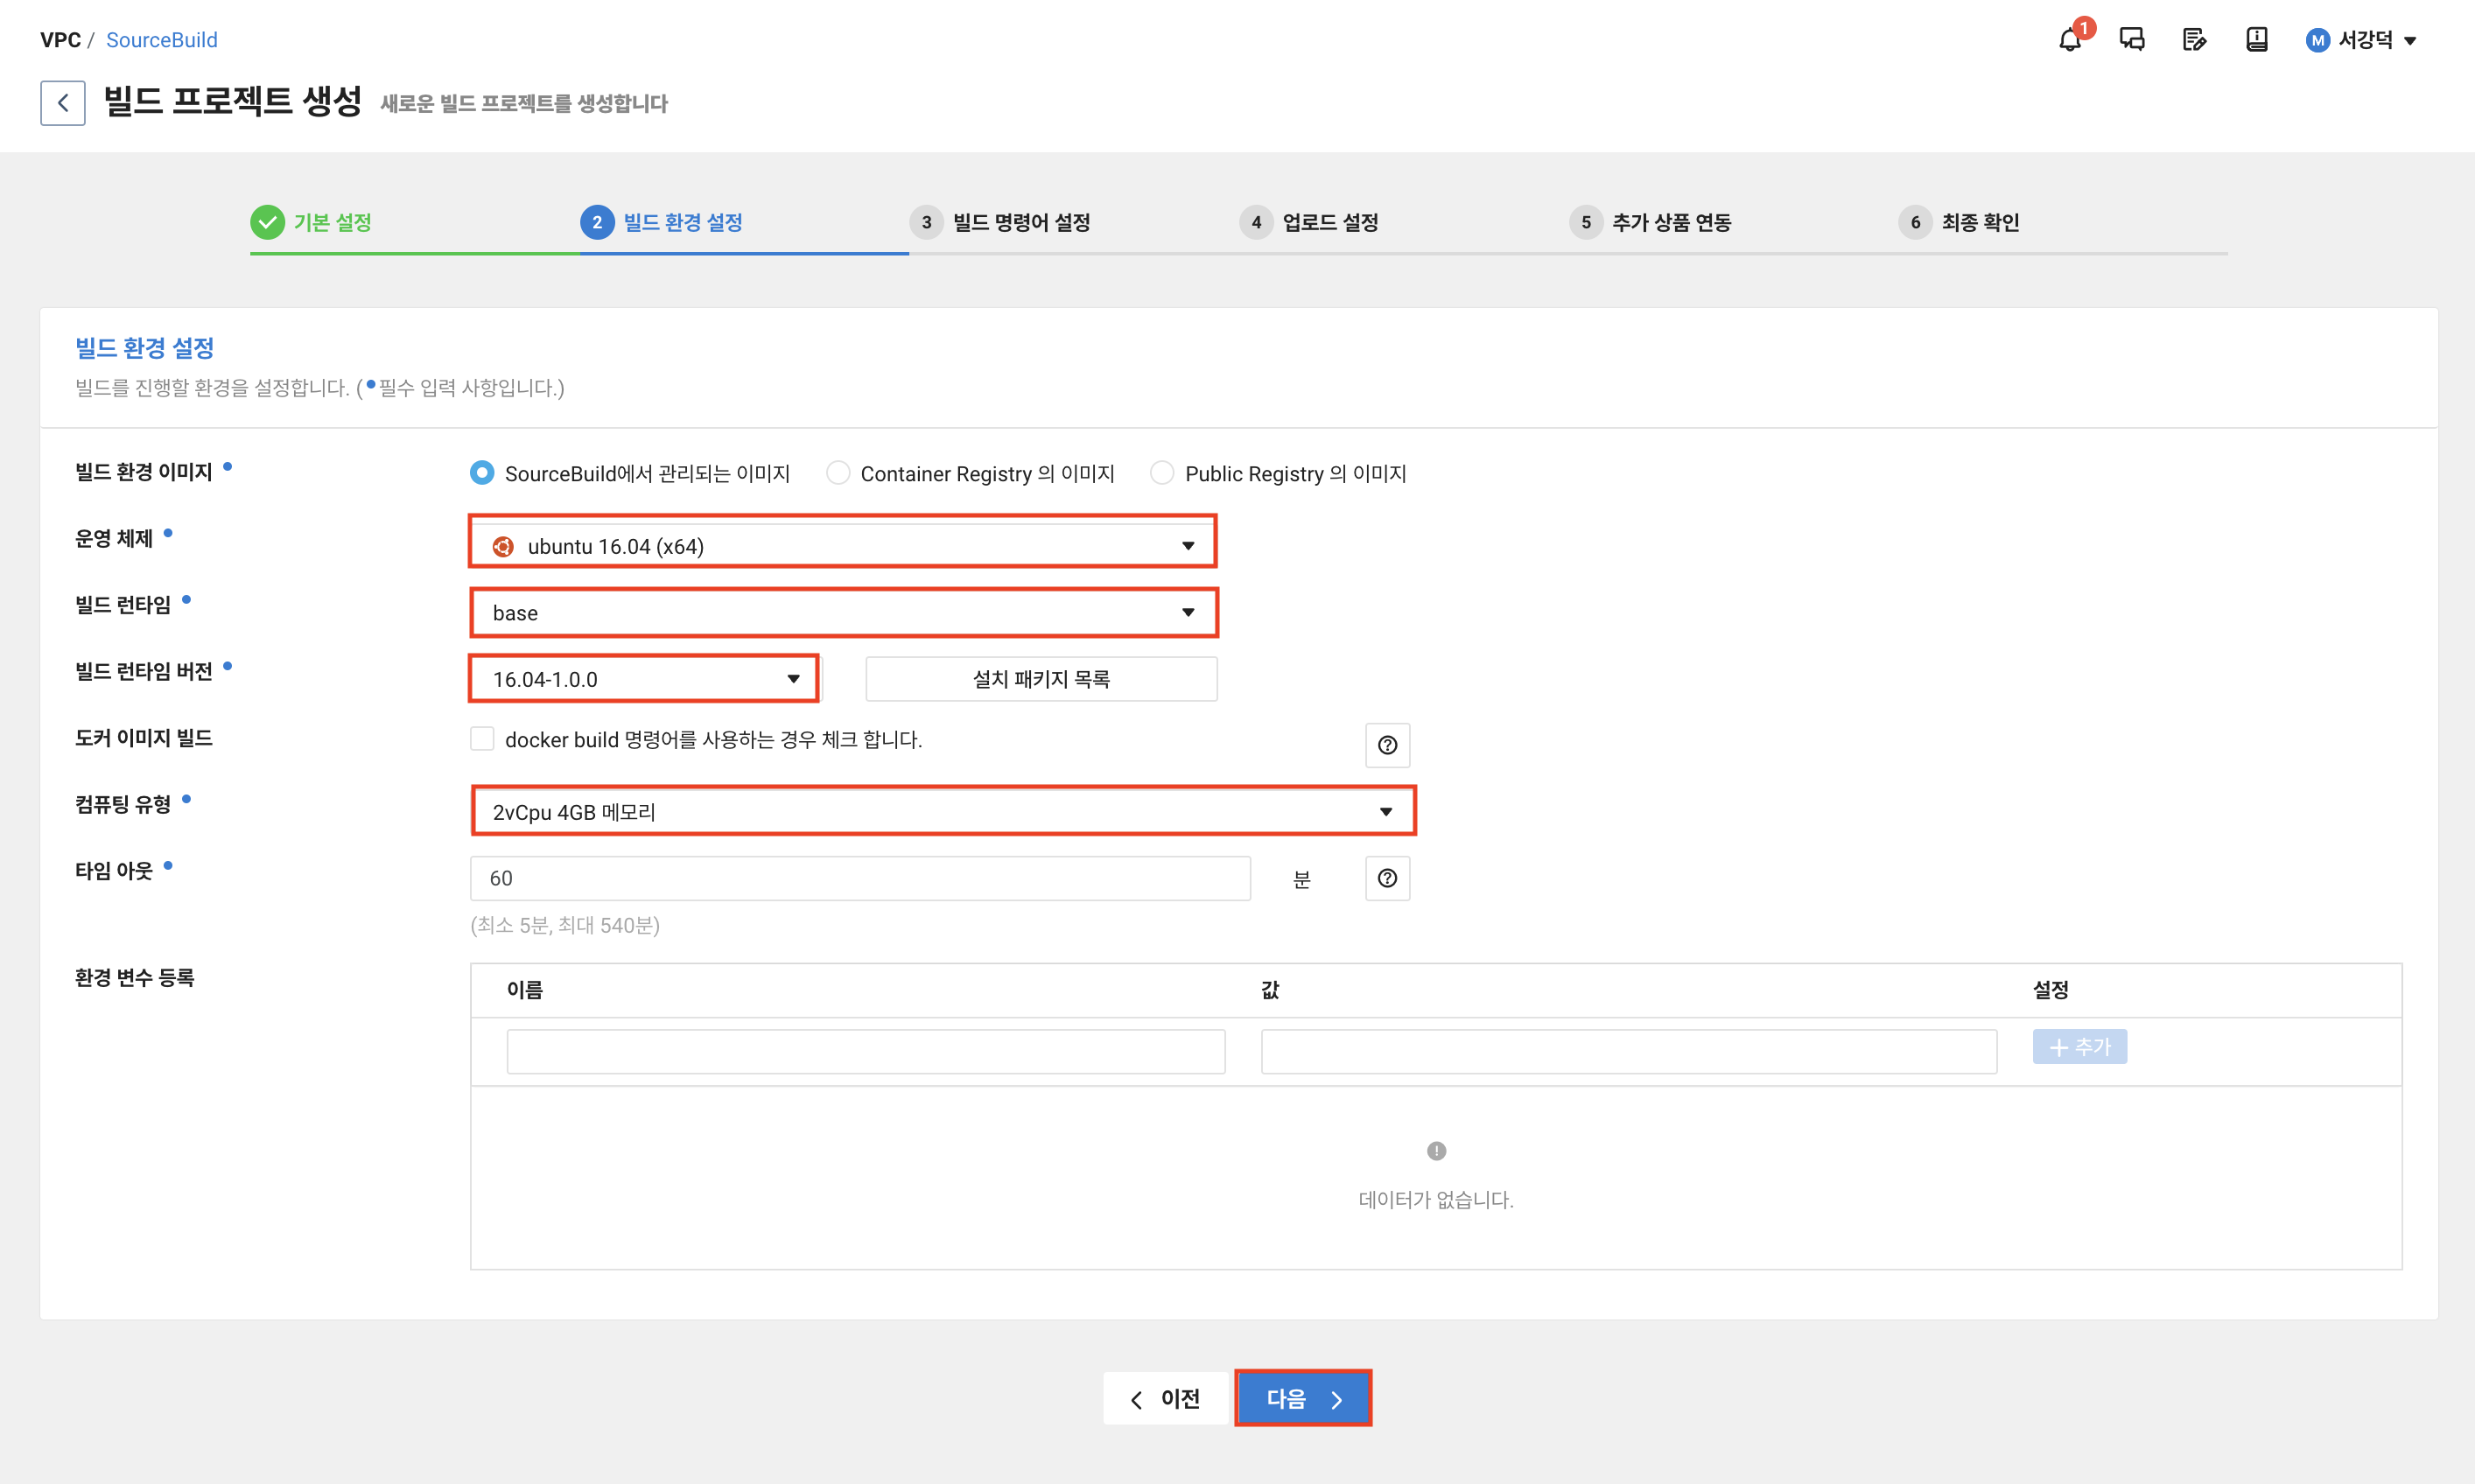 VPC / SourceBuild
1
M 서강덕
빌드 프로젝트 생성 새로운 빌드 프로젝트를 생성합니다
기본 설정
2 빌드 환경 설정
3 빌드 명령어 설정
4 업로드 설정
5 추가 상품 연동
6 최종 확인
빌드 환경 설정
빌드를 진행할 환경을 설정합니다. (•필수 입력 사항입니다.)
빌드 환경 이미지 • SourceBuild에서 관리되는 이미지 Container Registry 의 이미지 Public Registry 의 이미지
운영 체제 • ubuntu 16.04 (x64)
빌드 런타임 • base
빌드 런타임 버전 • 16.04-1.0.0 설치 패키지 목록
도커 이미지 빌드 docker build 명령어를 사용하는 경우 체크 합니다.
컴퓨팅 유형 • 2vCpu 4GB 메모리
타임 아웃 • 60 분
(최소 5분, 최대 540분)
환경 변수 등록
이름 값 설정
+ 추가
데이터가 없습니다.
< 이전 다음 >